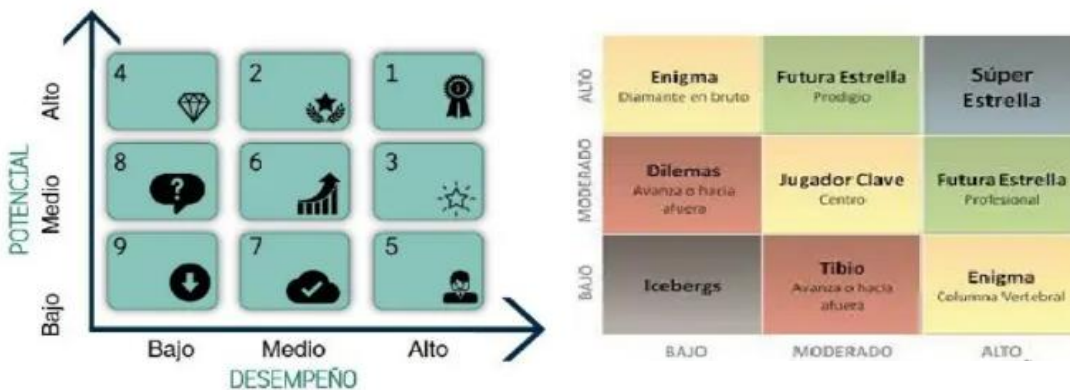 POTENCIAL
Alto
Medio
Bajo
4
2
1
8
?
6
3
9
7
5
Bajo
Medio
Alto
DESEMPEÑO
ALTO
MODERADO
BAJO
Enigma
Diamante en bruto
Futura Estrella
Prodigio
Súper
Estrella
Dilemas
Avanza o hacia
afuera
Jugador Clave
Centro
Futura Estrella
Profesional
Icebergs
Tibio
Avanza o hacia
afuera
Enigma
Columna Vertebral
BAJO
MODERADO
ALTO